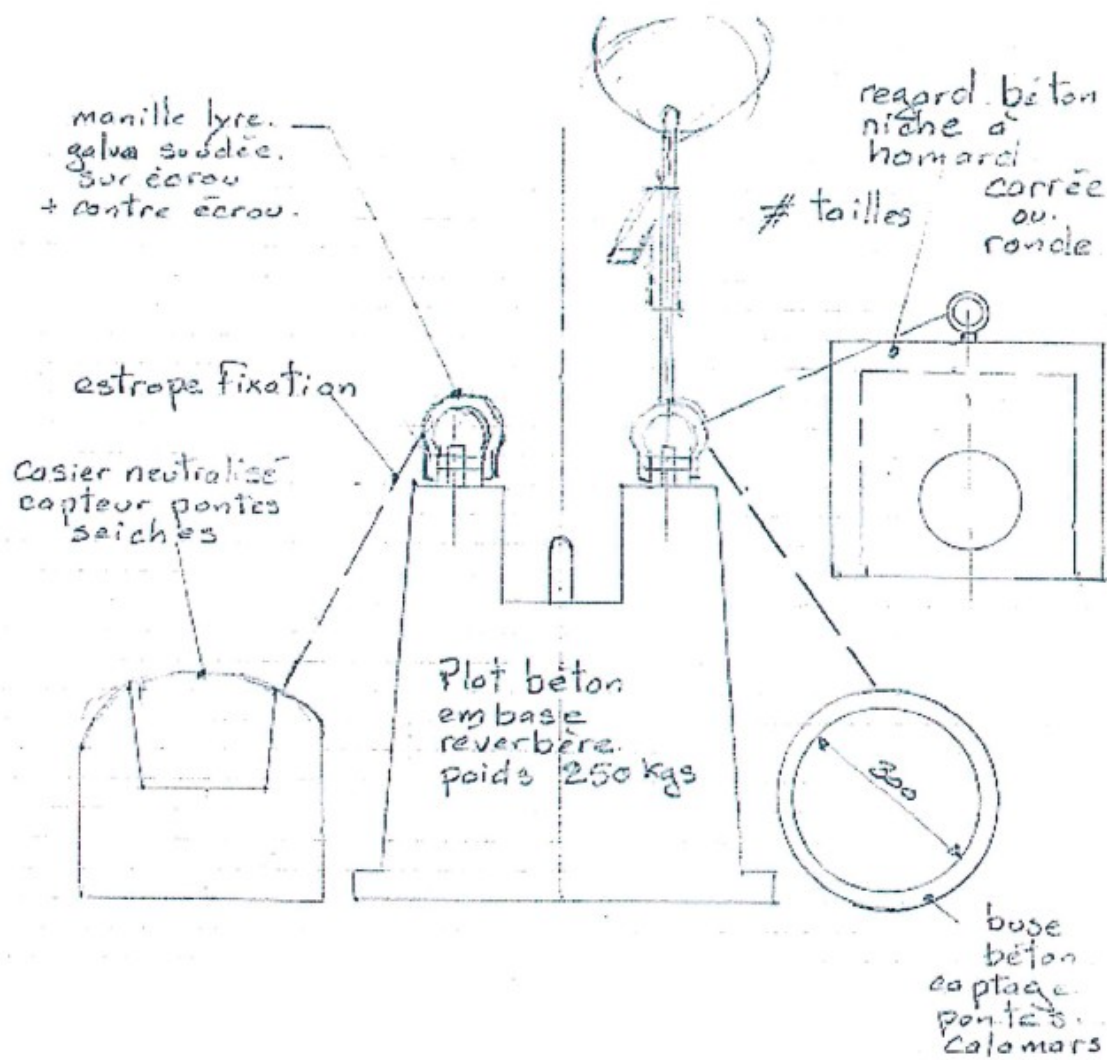 manille lyre.
galva soudée.
sur écrou
+ contre écrou.
regard béton
niche à
homard
carrée
ou.
ronde
# tailles
estrope fixation
casier neutralisé
capteur pontes
seiches
Plot béton
embase
réverbère.
poids 250 kgs
300
buse
béton
captage.
pontes.
Calamars